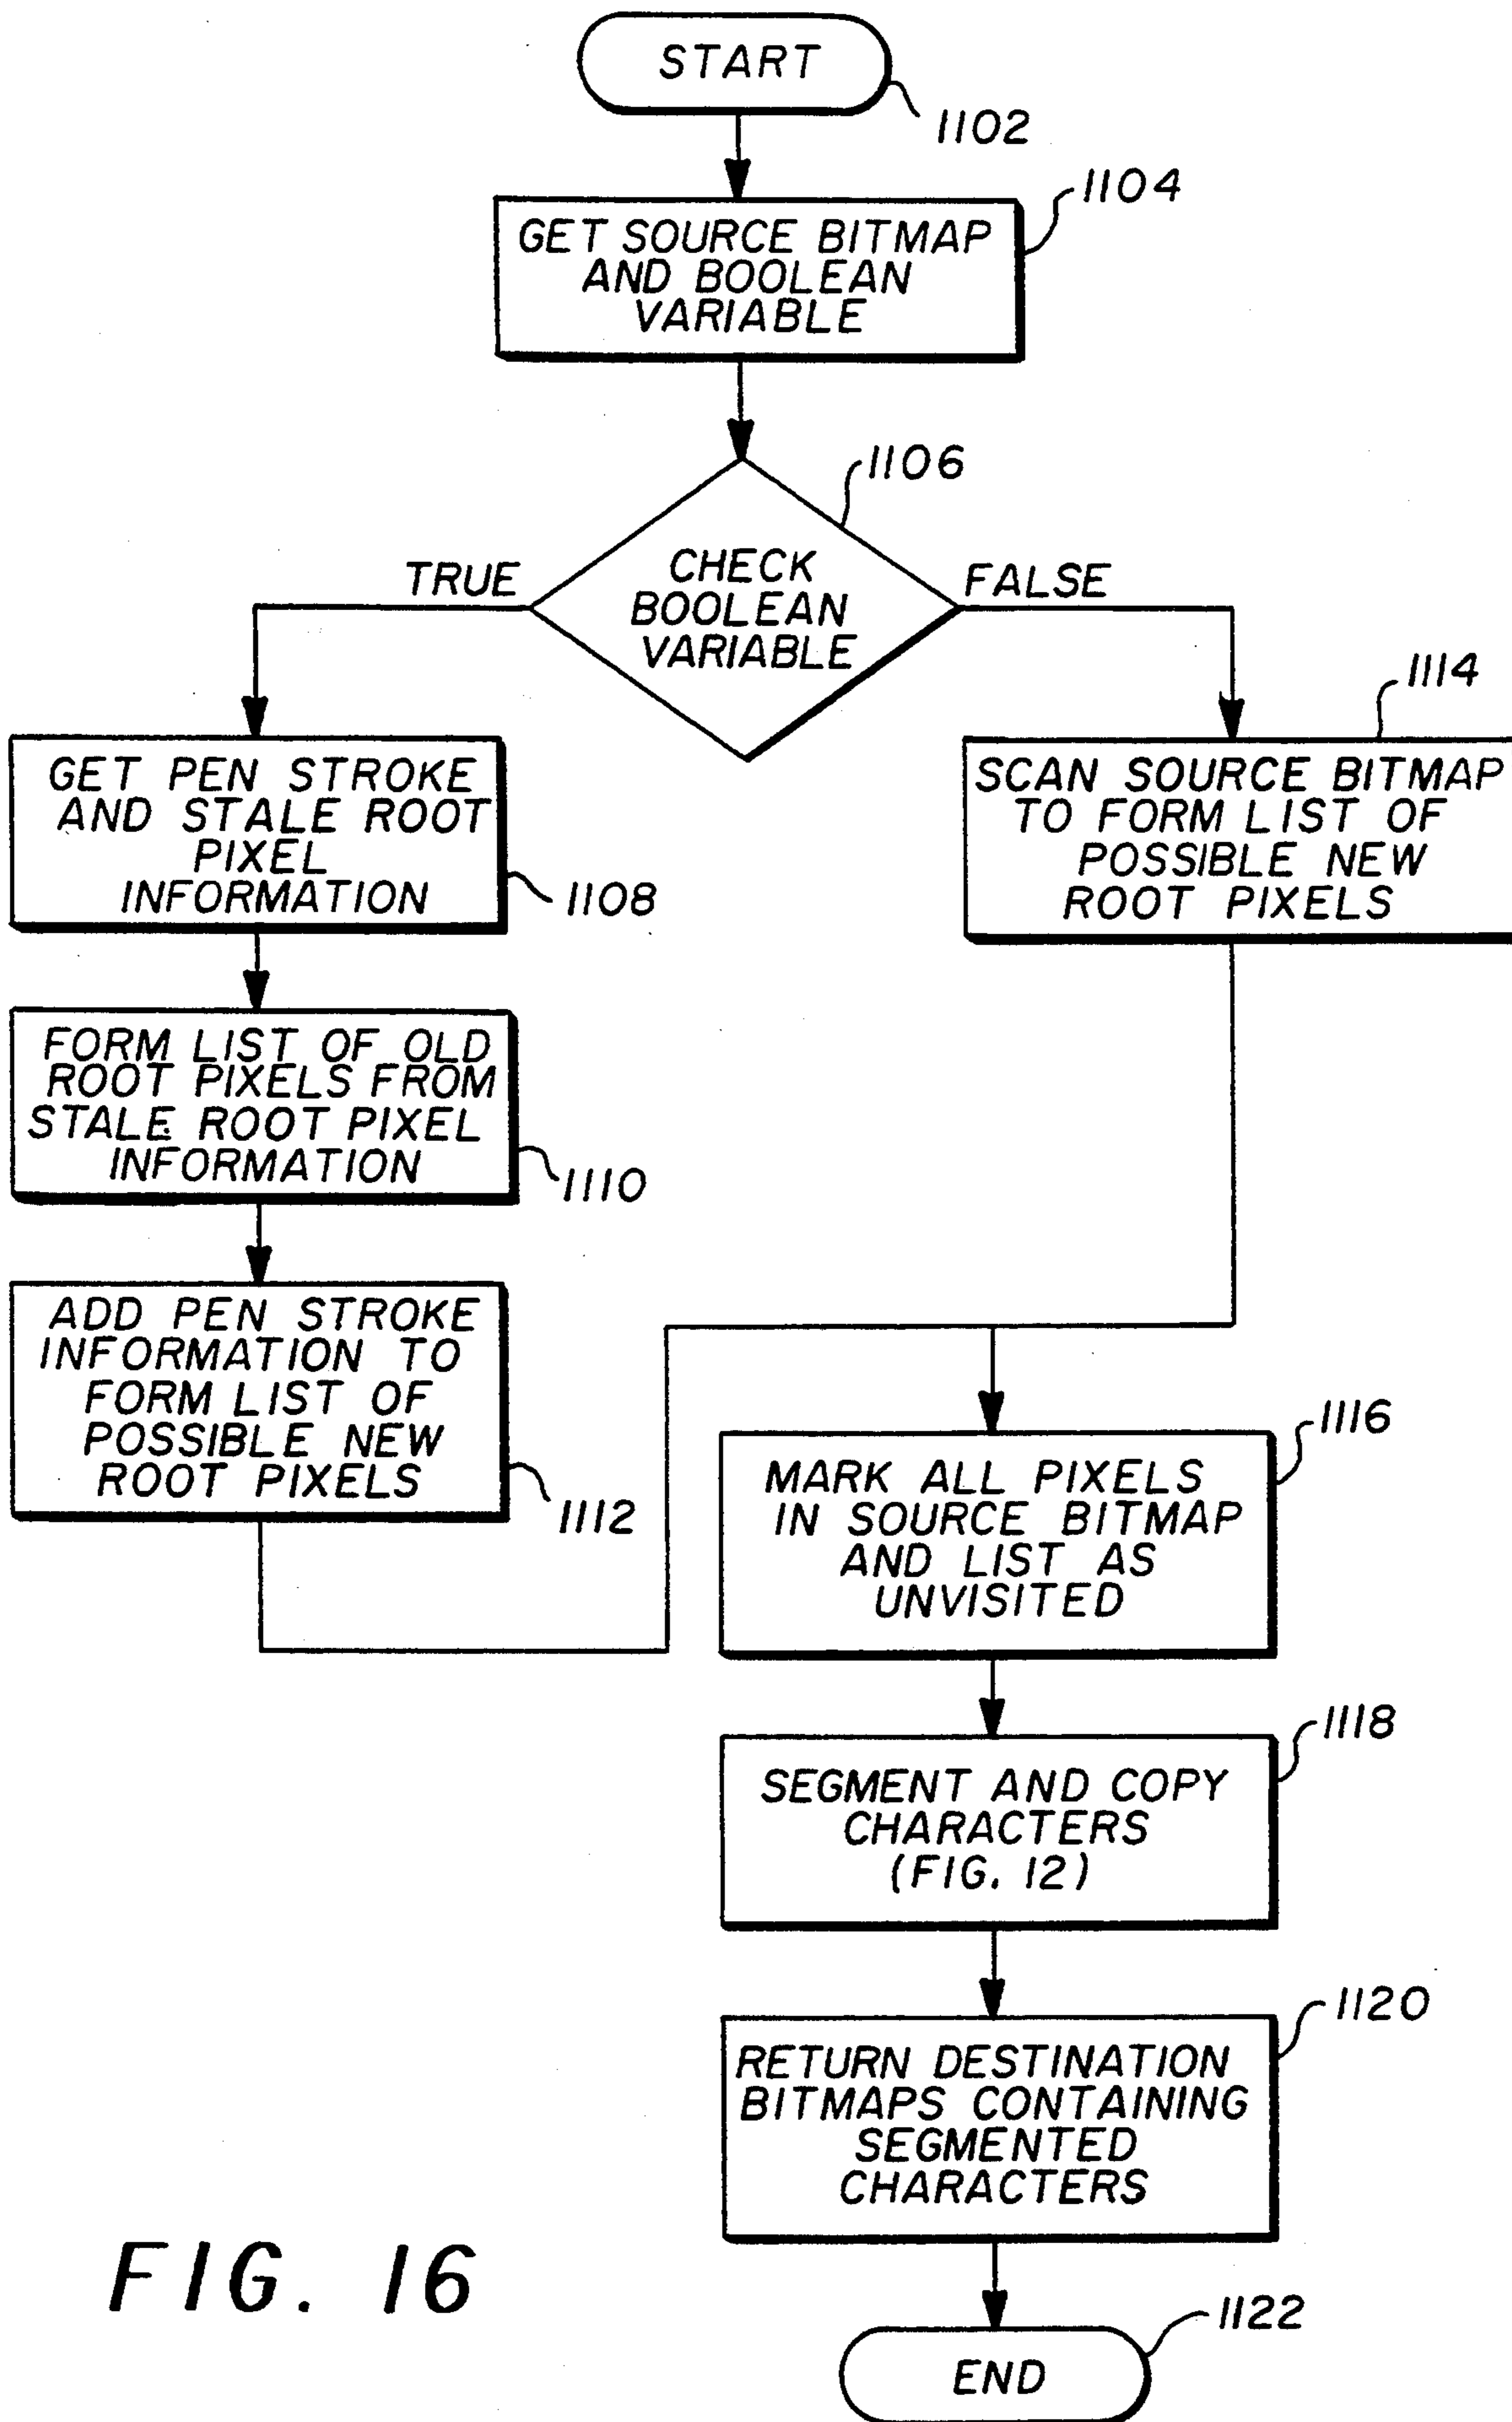 START
1102
GET SOURCE BITMAP
AND BOOLEAN
VARIABLE
1104
CHECK
BOOLEAN
VARIABLE
1106
TRUE
FALSE
GET PEN STROKE
AND STALE ROOT
PIXEL
INFORMATION
1108
SCAN SOURCE BITMAP
TO FORM LIST OF
POSSIBLE NEW
ROOT PIXELS
1114
FORM LIST OF OLD
ROOT PIXELS FROM
STALE ROOT PIXEL
INFORMATION
1110
ADD PEN STROKE
INFORMATION TO
FORM LIST OF
POSSIBLE NEW
ROOT PIXELS
1112
MARK ALL PIXELS
IN SOURCE BITMAP
AND LIST AS
UNVISITED
1116
SEGMENT AND COPY
CHARACTERS
(FIG. 12)
1118
RETURN DESTINATION
BITMAPS CONTAINING
SEGMENTED
CHARACTERS
1120
END
1122
FIG. 16